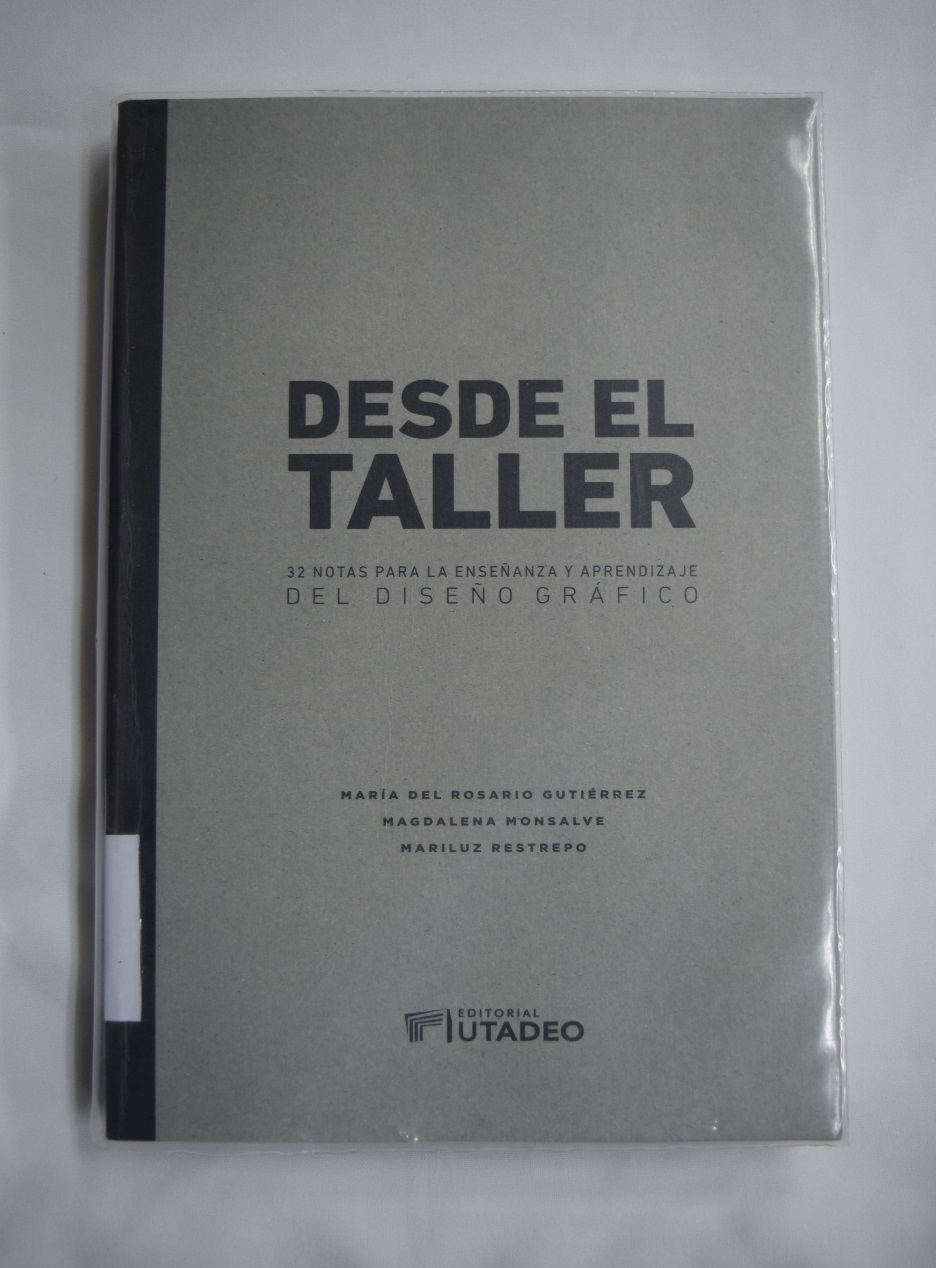 DESDE EL
TALLER
32 NOTAS PARA LA ENSEÑANZA Y APRENDIZAJE
DEL DISEÑO GRÁFICO
MARÍA DEL ROSARIO GUTIÉRREZ
MAGDALENA MONSALVE
MARILUZ RESTREPO
EDITORIAL
UTADEO